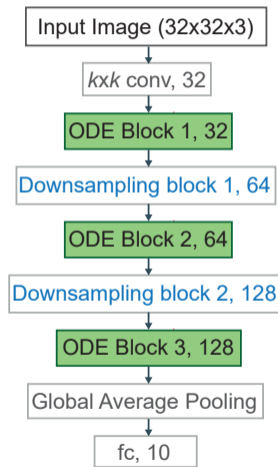 Input Image (32x32x3)
kxk conv, 32
ODE Block 1, 32
Downsampling block 1, 64
ODE Block 2, 64
Downsampling block 2, 128
ODE Block 3, 128
Global Average Pooling
fc, 10